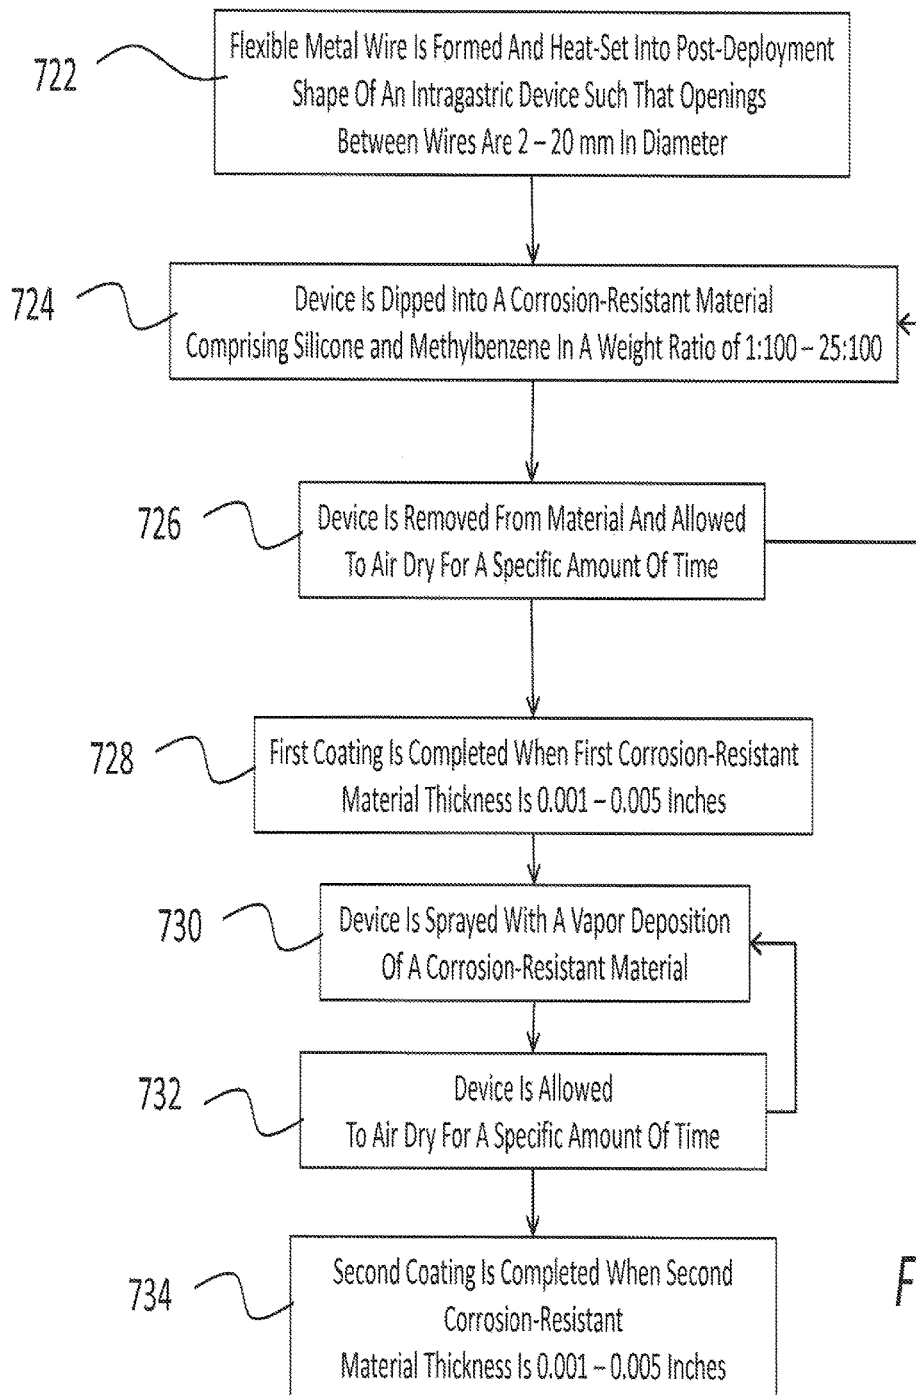 722
Flexible Metal Wire Is Formed And Heat-Set Into Post-Deployment
Shape Of An Intragastric Device Such That Openings
Between Wires Are 2 – 20 mm In Diameter
724
Device Is Dipped Into A Corrosion-Resistant Material
Comprising Silicone and Methylbenzene In A Weight Ratio of 1:100 – 25:100
726
Device Is Removed From Material And Allowed
To Air Dry For A Specific Amount Of Time
728
First Coating Is Completed When First Corrosion-Resistant
Material Thickness Is 0.001 – 0.005 Inches
730
Device Is Sprayed With A Vapor Deposition
Of A Corrosion-Resistant Material
732
Device Is Allowed
To Air Dry For A Specific Amount Of Time
734
Second Coating Is Completed When Second
Corrosion-Resistant
Material Thickness Is 0.001 – 0.005 Inches
F